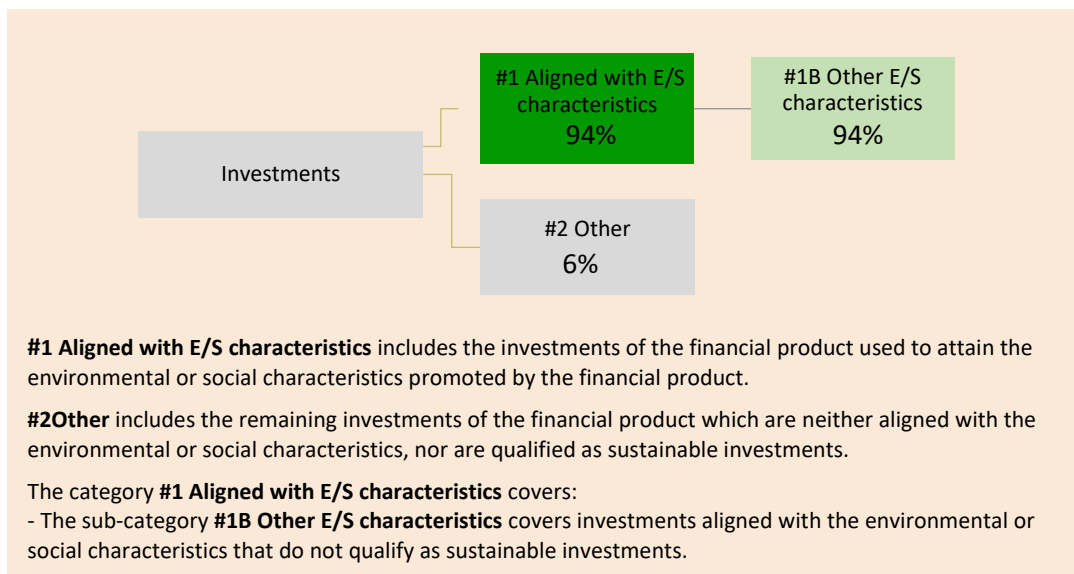 #1 Aligned with E/S
characteristics
94%
#1B Other E/S
characteristics
94%
Investments
#2 Other
6%
#1 Aligned with E/S characteristics includes the investments of the financial product used to attain the
environmental or social characteristics promoted by the financial product.
#2Other includes the remaining investments of the financial product which are neither aligned with the
environmental or social characteristics, nor are qualified as sustainable investments.
The category #1 Aligned with E/S characteristics covers:
- The sub-category #1B Other E/S characteristics covers investments aligned with the environmental or
social characteristics that do not qualify as sustainable investments.